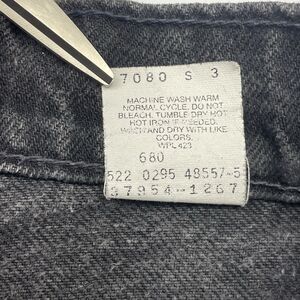 7080 S 3
MACHINE WASH WARM
NORMAL CYCLE. DO NOT
BLEACH. TUMBLE DRY HOT
HOT IRON IF NEEDED.
WASH AND DRY WITH LIKE
COLORS.
WPL 423
680
522 0295 48557-5
37954-1267